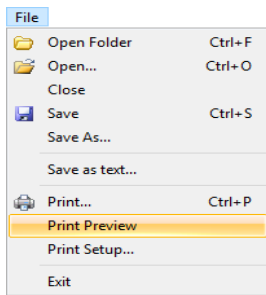 File
Open Folder Ctrl+F
Open... Ctrl+O
Close
Save Ctrl+S
Save As...
Save as text...
Print... Ctrl+P
Print Preview
Print Setup...
Exit